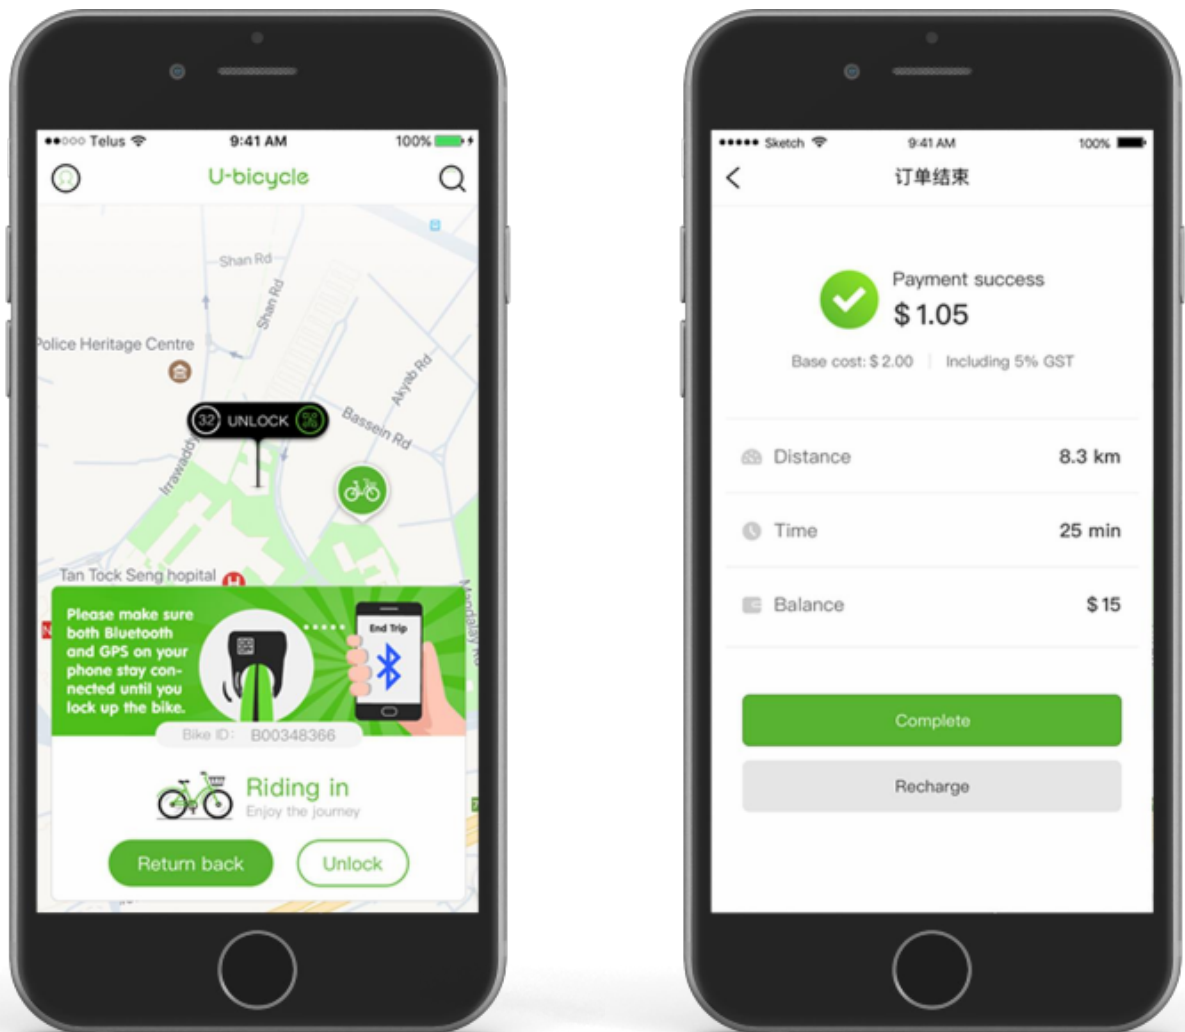 Telus
9:41 AM
100%
U-bicycle
Shan Rd
Shan Rd
Police Heritage Centre
Akyab Rd
32 UNLOCK
Bassein Rd
Irrawaddy
Tan Tock Seng hopital
H
Mandalay Rd
Please make sure
both Bluetooth
and GPS on your
phone stay con-
nected until you
lock up the bike.
End Trip
Bike ID: B00348366
Riding in
Enjoy the journey
Return back
Unlock
Sketch
9:41 AM
100%
订单结束
Payment success
$ 1.05
Base cost: $ 2.00 | Including 5% GST
Distance 8.3 km
Time 25 min
Balance $ 15
Complete
Recharge